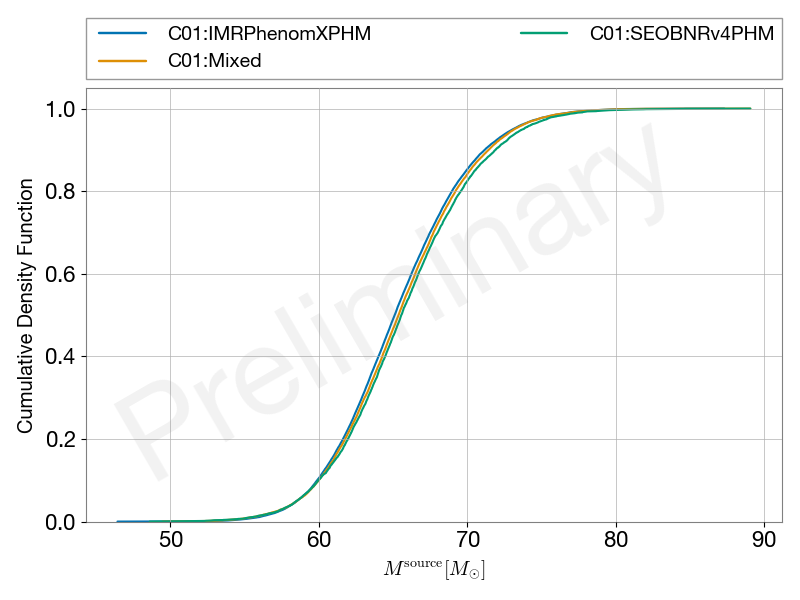 C01:IMRPhenomXPHM
C01:Mixed
C01:SEOBNRv4PHM
Cumulative Density Function
1.0
0.8
0.6
0.4
0.2
0.0
Preliminary
50 60 70 80 90
M^source [M_⊙]